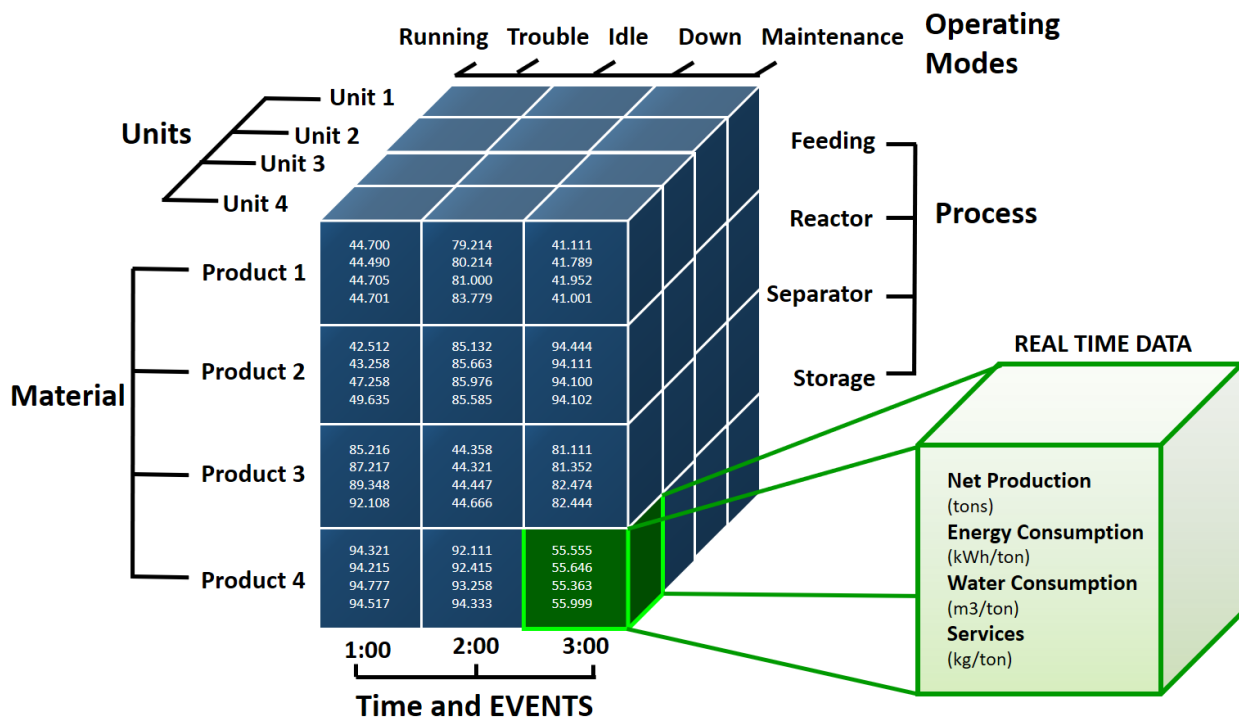 Operating
Modes
Running Trouble Idle Down Maintenance
Units
Unit 1
Unit 2
Unit 3
Unit 4
Feeding
Reactor
Separator
Storage
Process
Material
Product 1
Product 2
Product 3
Product 4
44.700 79.214 41.111
44.490 80.214 41.789
44.705 81.000 41.952
44.701 83.779 41.001
42.512 85.132 94.444
43.258 85.663 94.111
47.258 85.976 94.100
49.635 85.585 94.102
85.216 44.358 81.111
87.217 44.321 81.352
89.348 44.447 82.474
92.108 44.666 82.444
94.321 92.111 55.555
94.215 92.415 55.646
94.777 93.258 55.363
94.517 94.333 55.999
1:00 2:00 3:00
Time and EVENTS
REAL TIME DATA
Net Production
(tons)
Energy Consumption
(kWh/ton)
Water Consumption
(m3/ton)
Services
(kg/ton)